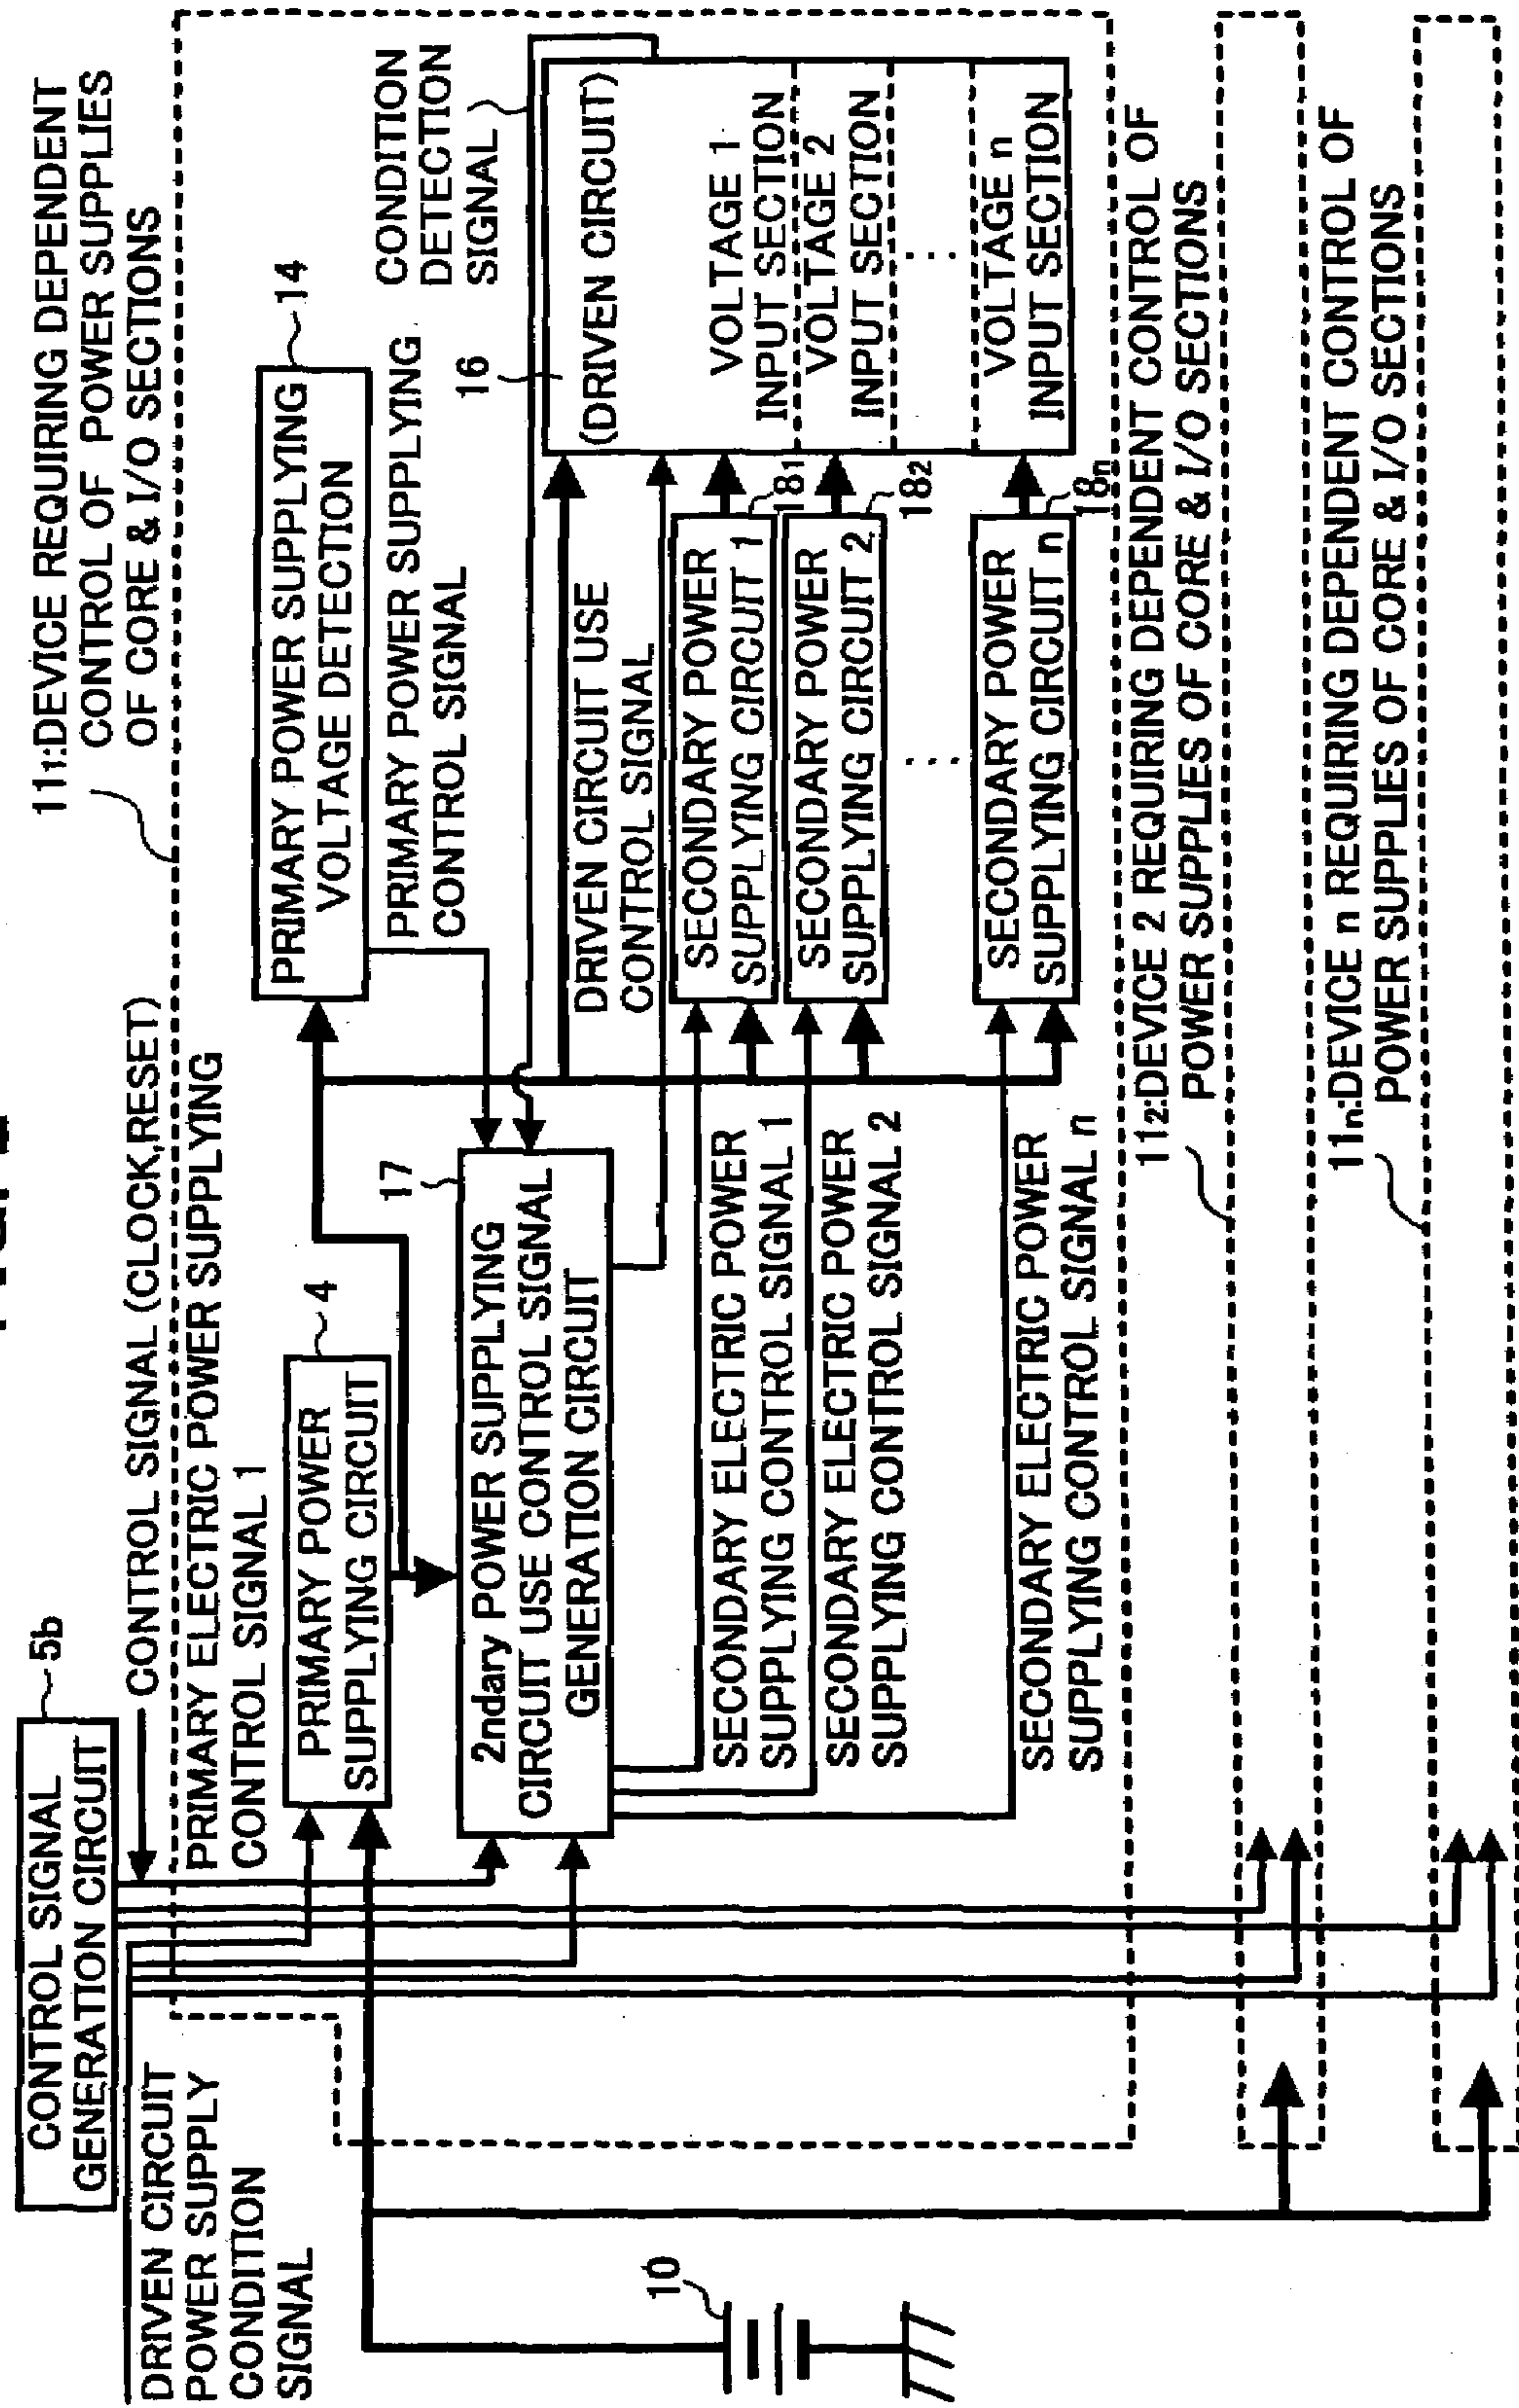 CONTROL SIGNAL
GENERATION CIRCUIT
5b
CONTROL SIGNAL (CLOCK,RESET)
11₁:DEVICE REQUIRING DEPENDENT
CONTROL OF POWER SUPPLIES
OF CORE & I/O SECTIONS
DRIVEN CIRCUIT
POWER SUPPLY
CONDITION
SIGNAL
PRIMARY ELECTRIC POWER SUPPLYING
CONTROL SIGNAL 1
PRIMARY POWER
SUPPLYING CIRCUIT
4
PRIMARY POWER SUPPLYING
VOLTAGE DETECTION
14
PRIMARY POWER SUPPLYING
CONTROL SIGNAL
CONDITION
DETECTION
SIGNAL
2ndary POWER SUPPLYING
CIRCUIT USE CONTROL SIGNAL
GENERATION CIRCUIT
17
16
(DRIVEN CIRCUIT)
DRIVEN CIRCUIT USE
CONTROL SIGNAL
VOLTAGE 1
INPUT SECTION
VOLTAGE 2
INPUT SECTION
...
VOLTAGE n
INPUT SECTION
SECONDARY POWER
SUPPLYING CIRCUIT 1
18₁
SECONDARY POWER
SUPPLYING CIRCUIT 2
18₂
...
SECONDARY POWER
SUPPLYING CIRCUIT n
18n
SECONDARY ELECTRIC POWER
SUPPLYING CONTROL SIGNAL 1
SECONDARY ELECTRIC POWER
SUPPLYING CONTROL SIGNAL 2
SECONDARY ELECTRIC POWER
SUPPLYING CONTROL SIGNAL n
10
11₂:DEVICE 2 REQUIRING DEPENDENT CONTROL OF
POWER SUPPLIES OF CORE & I/O SECTIONS
11n:DEVICE n REQUIRING DEPENDENT CONTROL OF
POWER SUPPLIES OF CORE & I/O SECTIONS